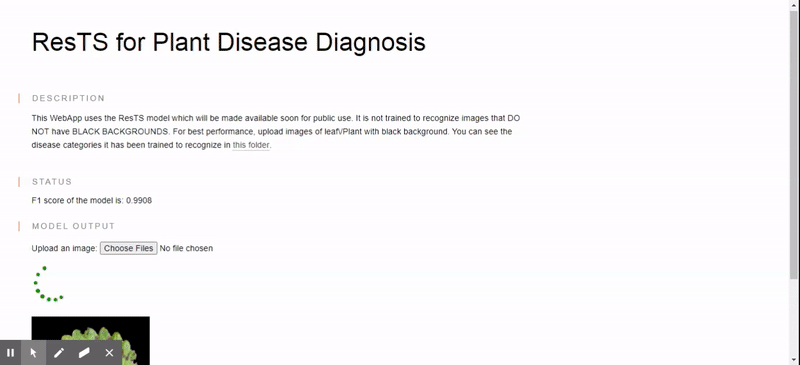 ResTS for Plant Disease Diagnosis
DESCRIPTION
This WebApp uses the ResTS model which will be made available soon for public use. It is not trained to recognize images that DO
NOT have BLACK BACKGROUNDS. For best performance, upload images of leaf\Plant with black background. You can see the
disease categories it has been trained to recognize in this folder.
STATUS
F1 score of the model is: 0.9908
MODEL OUTPUT
Upload an image: Choose Files No file chosen